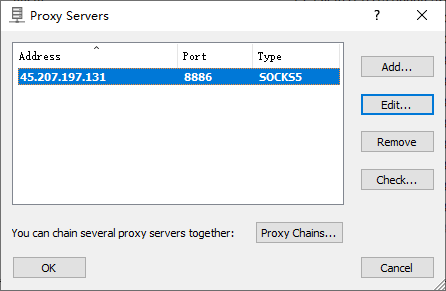 Proxy Servers
? ×
Address Port Type
45.207.197.131 8886 SOCKS5
Add...
Edit...
Remove
Check...
You can chain several proxy servers together: Proxy Chains...
OK Cancel